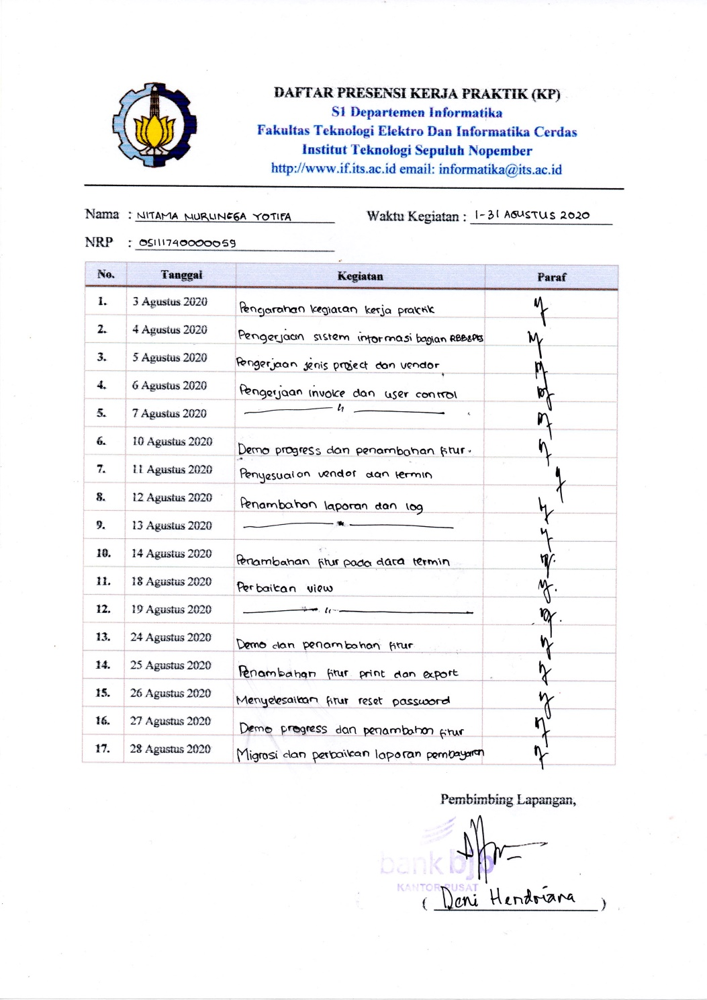 DAFTAR PRESENSI KERJA PRAKTIK (KP)
S1 Departemen Informatika
Fakultas Teknologi Elektro Dan Informatika Cerdas
Institut Teknologi Sepuluh Nopember
http://www.if.its.ac.id email: informatika@its.ac.id
Nama : NITAMA NURLINGGA YOTIFA Waktu Kegiatan : 1-31 AGUSTUS 2020
NRP : 05111740000059
No. Tanggal Kegiatan Paraf
1. 3 Agustus 2020 Pengarahan kegiatan kerja praktik
2. 4 Agustus 2020 Pengerjaan sistem informasi bagian
3. 5 Agustus 2020 Pengerjaan jenis project dan vendor
4. 6 Agustus 2020 Pengerjaan invoice dan user control
5. 7 Agustus 2020 —— 4 ——
6. 10 Agustus 2020 Demo progress dan penambahan fitur.
7. 11 Agustus 2020 Penyesuaian vendor dan termin
8. 12 Agustus 2020 Penambahan laporan dan log
9. 13 Agustus 2020 —— " ——
10. 14 Agustus 2020 Penambahan fitur pada data termin
11. 18 Agustus 2020 Perbaikan view
12. 19 Agustus 2020 —— " ——
13. 24 Agustus 2020 Demo dan penambahan fitur
14. 25 Agustus 2020 Penambahan fitur print dan export
15. 26 Agustus 2020 Menyelesaikan fitur reset password
16. 27 Agustus 2020 Demo progress dan penambahan fitur
17. 28 Agustus 2020 Migrasi dan perbaikan laporan pembayaran
Pembimbing Lapangan,
bank bjb
KANTOR PUSAT
( Deni Hendriana )